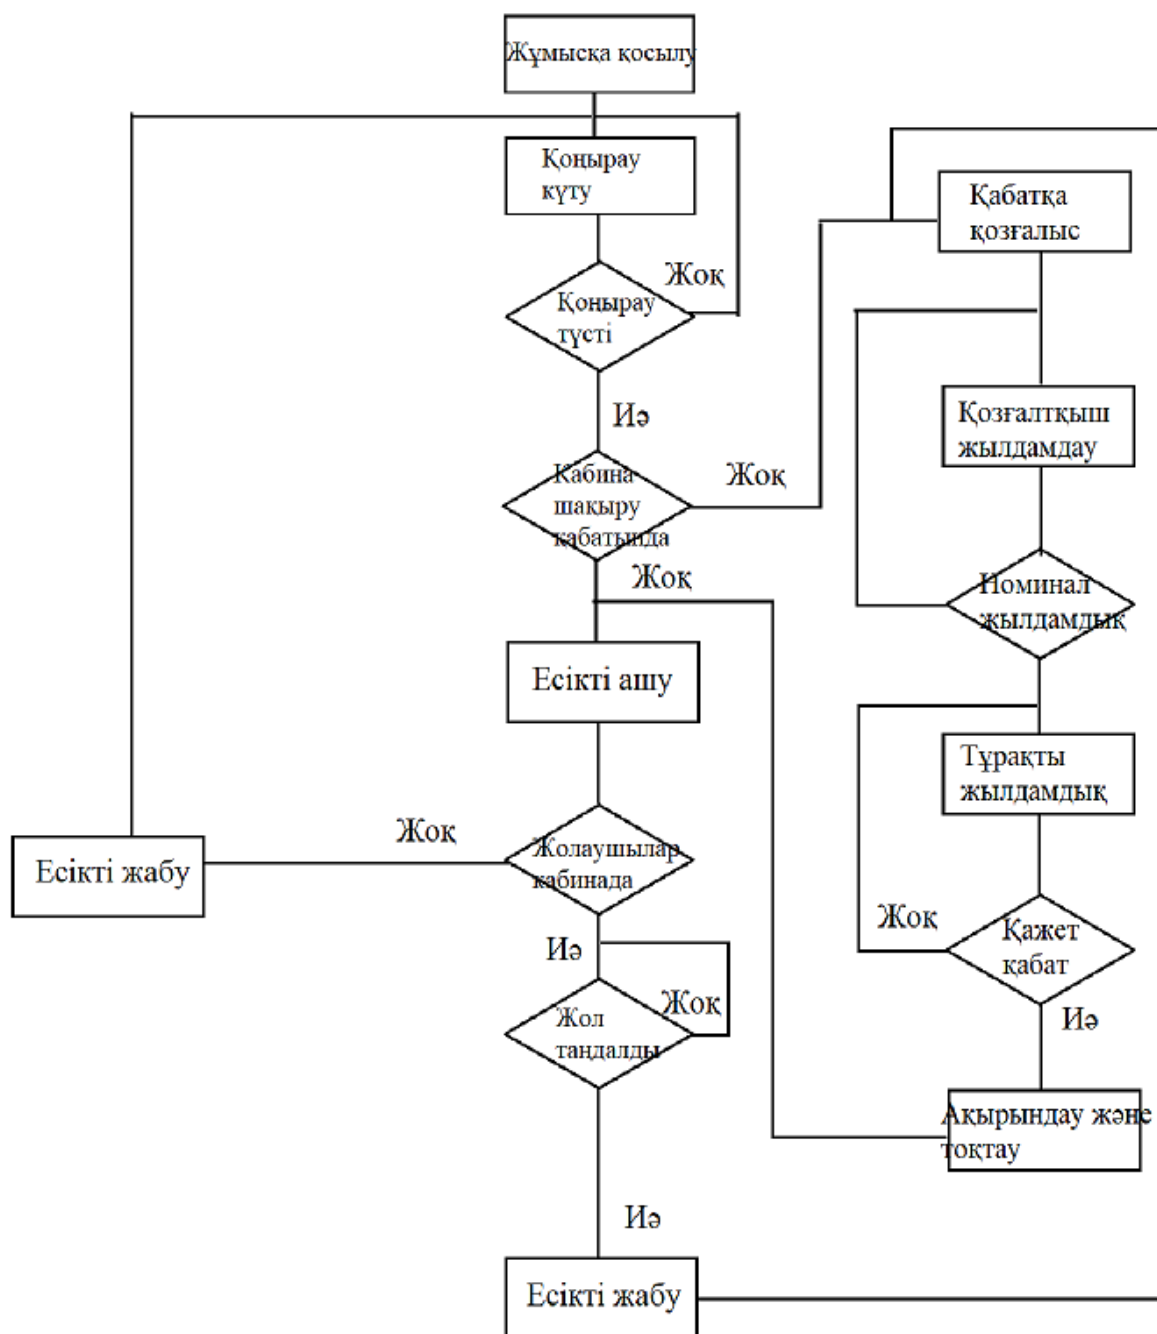 Жұмысқа қосылу
Қоңырау
күту
Жоқ
Қоңырау
түсті
Иә
Кабина
шақыру
қабатында
Жоқ
Жоқ
Есікті ашу
Жоқ
Жолаушылар
кабинада
Есікті жабу
Иә
Жоқ
Жол
таңдалды
Иә
Есікті жабу
Қабатқа
қозғалыс
Қозғалтқыш
жылдамдау
Номинал
жылдамдық
Тұрақты
жылдамдық
Жоқ
Қажет
қабат
Иә
Ақырындау және
тоқтау